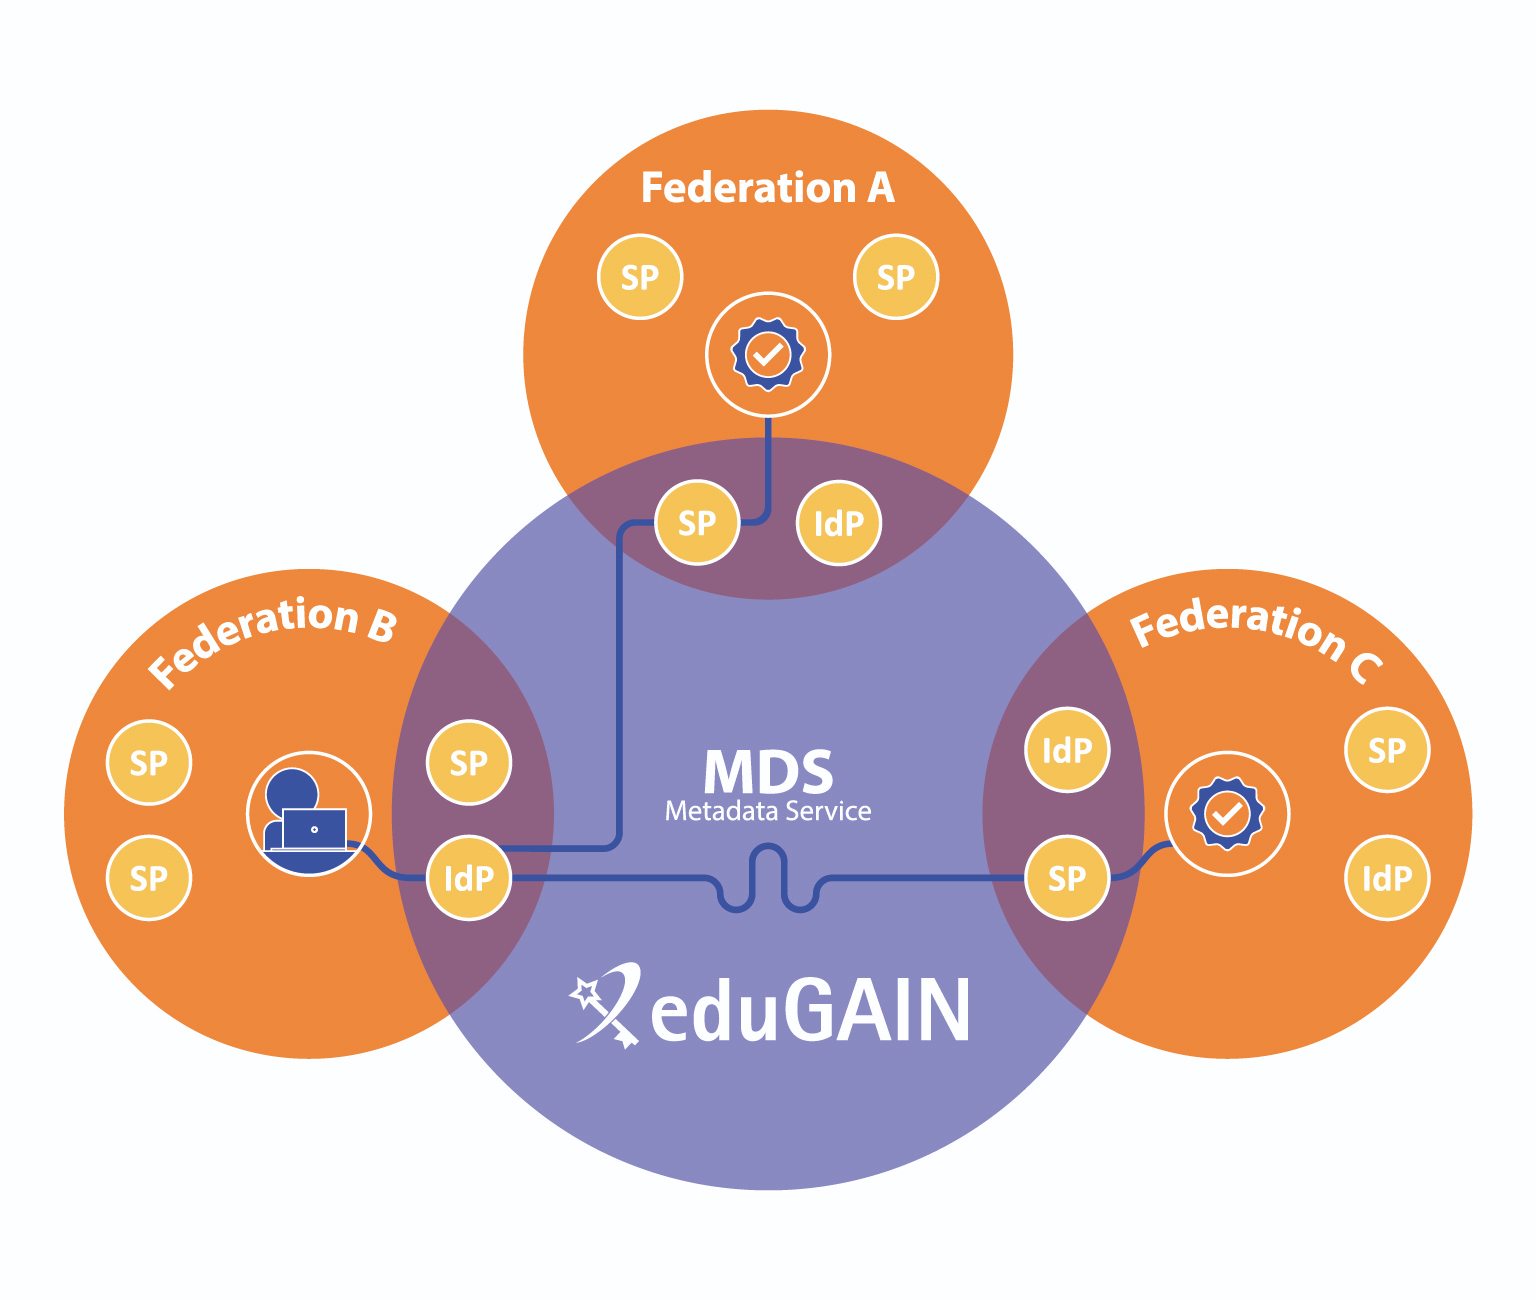 Federation A
SP
SP
SP
IdP
Federation B
SP
SP
SP
IdP
MDS
Metadata Service
eduGAIN
Federation C
IdP
SP
SP
IdP